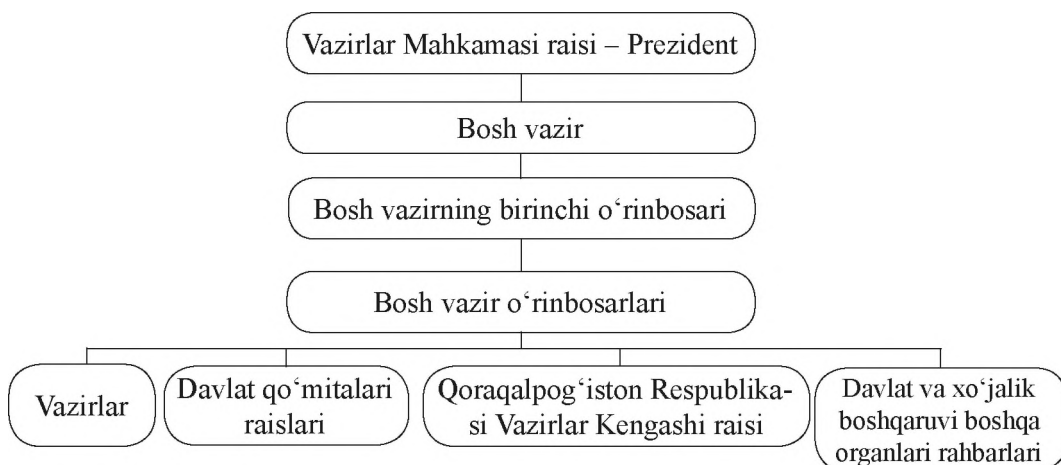 Vazirlar Mahkamasi raisi – Prezident
Bosh vazir
Bosh vazirning birinchi o‘rinbosari
Bosh vazir o‘rinbosarlari
Vazirlar
Davlat qo‘mitalari
raislari
Qoraqalpog‘iston Respublika-
si Vazirlar Kengashi raisi
Davlat va xo‘jalik
boshqaruvi boshqa
organlari rahbarlari